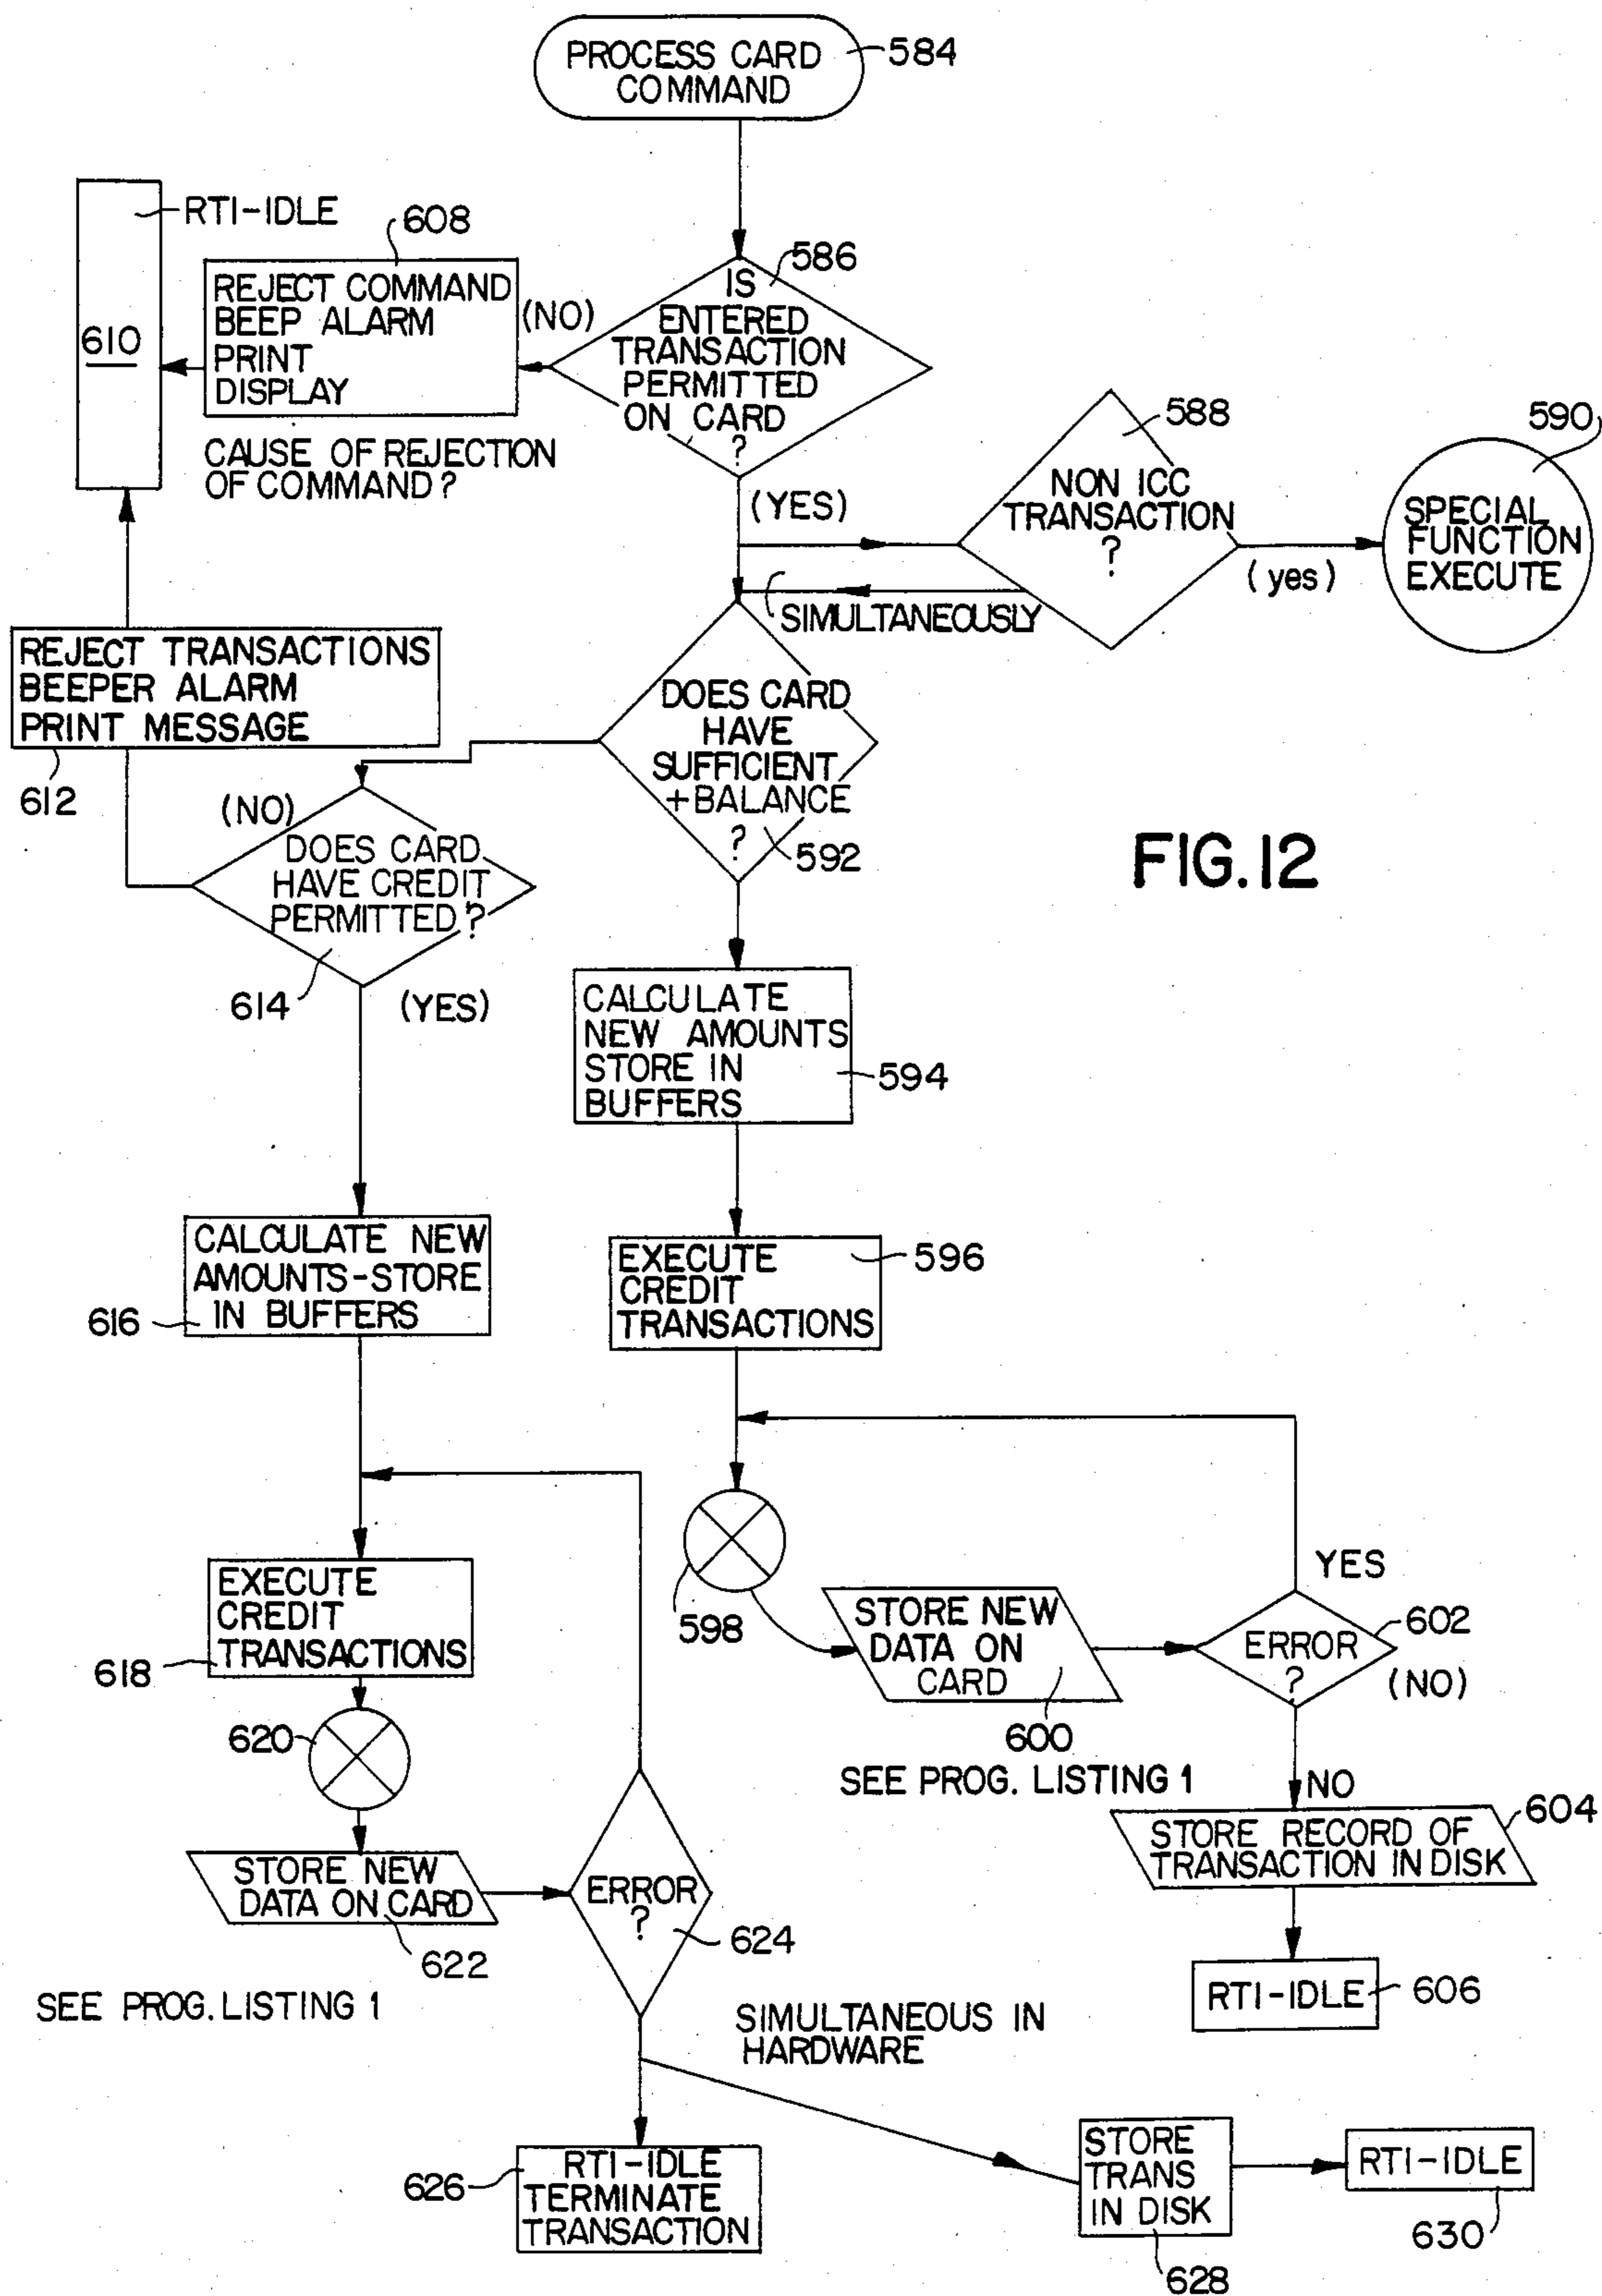 PROCESS CARD
COMMAND
584
RTI-IDLE
608
610
REJECT COMMAND
BEEP ALARM
PRINT
DISPLAY
(NO)
586
IS
ENTERED
TRANSACTION
PERMITTED
ON CARD
?
CAUSE OF REJECTION
OF COMMAND?
(YES)
588
NON ICC
TRANSACTION
?
(yes)
590
SPECIAL
FUNCTION
EXECUTE
SIMULTANEOUSLY
REJECT TRANSACTIONS
BEEPER ALARM
PRINT MESSAGE
612
DOES CARD
HAVE
SUFFICIENT
+BALANCE
?
592
(NO)
DOES CARD
HAVE CREDIT
PERMITTED?
614
(YES)
FIG.12
CALCULATE
NEW AMOUNTS
STORE IN
BUFFERS
594
CALCULATE NEW
AMOUNTS-STORE
IN BUFFERS
616
EXECUTE
CREDIT
TRANSACTIONS
596
598
EXECUTE
CREDIT
TRANSACTIONS
618
620
STORE NEW
DATA ON
CARD
600
SEE PROG. LISTING 1
YES
ERROR
?
602
(NO)
NO
STORE RECORD OF
TRANSACTION IN DISK
604
RTI-IDLE
606
STORE NEW
DATA ON CARD
622
SEE PROG. LISTING 1
ERROR
?
624
SIMULTANEOUS IN
HARDWARE
RTI-IDLE
TERMINATE
TRANSACTION
626
STORE
TRANS
IN DISK
628
RTI-IDLE
630